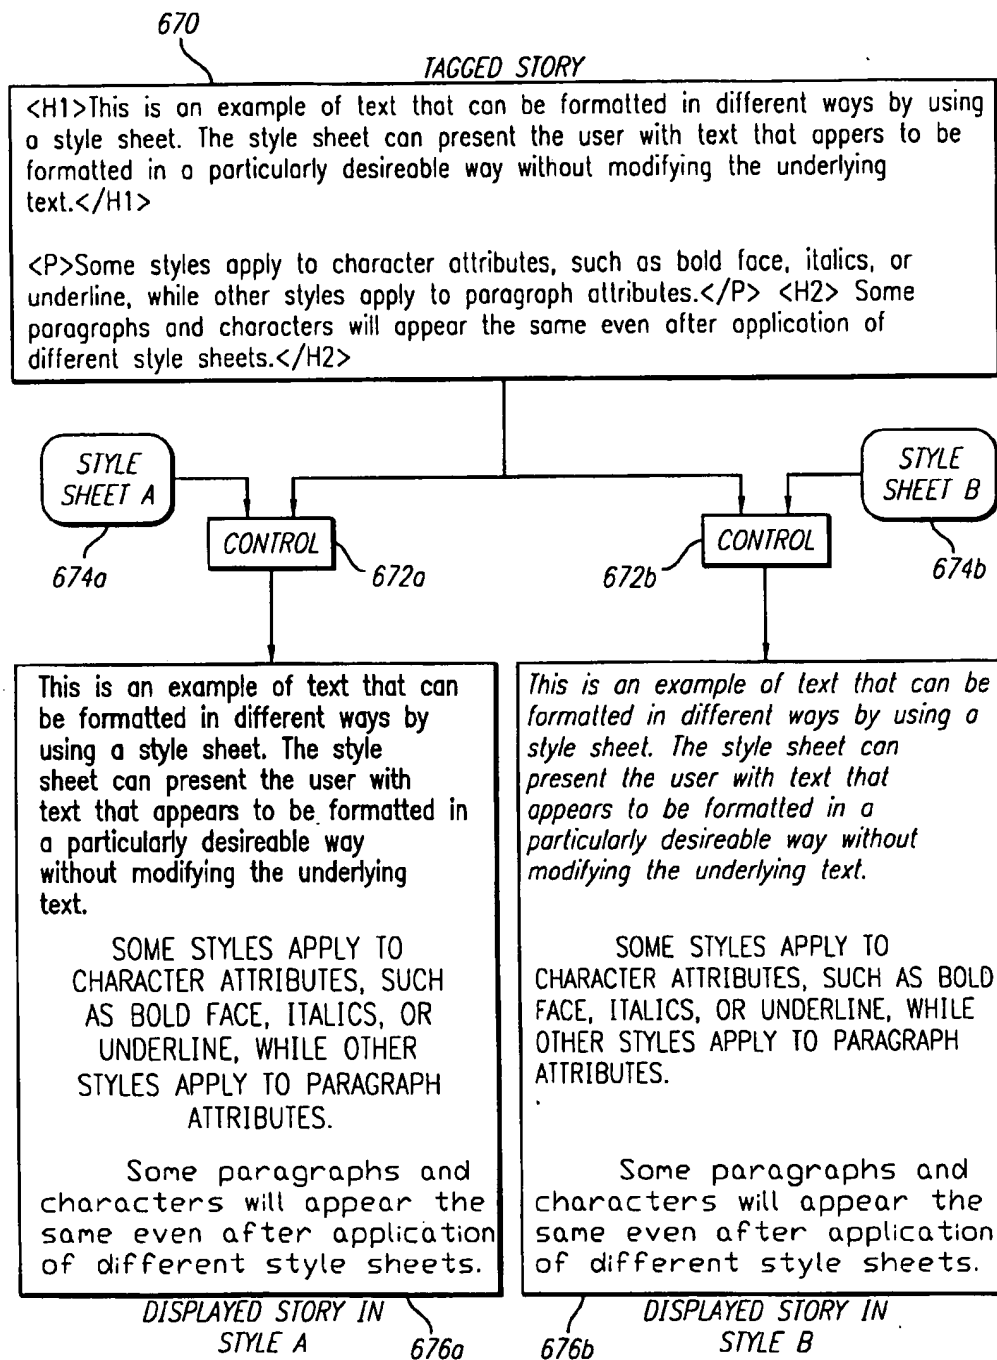 670
TAGGED STORY
<H1>This is an example of text that can be formatted in different ways by using
a style sheet. The style sheet can present the user with text that appers to be
formatted in a particularly desireable way without modifying the underlying
text.</H1>
<P>Some styles apply to character attributes, such as bold face, italics, or
underline, while other styles apply to paragraph attributes.</P> <H2> Some
paragraphs and characters will appear the same even after application of
different style sheets.</H2>
STYLE
SHEET A
674a
CONTROL
672a
STYLE
SHEET B
674b
CONTROL
672b
This is an example of text that can
be formatted in different ways by
using a style sheet. The style
sheet can present the user with
text that appears to be formatted in
a particularly desireable way
without modifying the underlying
text.
SOME STYLES APPLY TO
CHARACTER ATTRIBUTES, SUCH
AS BOLD FACE, ITALICS, OR
UNDERLINE, WHILE OTHER
STYLES APPLY TO PARAGRAPH
ATTRIBUTES.
Some paragraphs and
characters will appear the
same even after application
of different style sheets.
DISPLAYED STORY IN
STYLE A
676a
This is an example of text that can be
formatted in different ways by using a
style sheet. The style sheet can
present the user with text that
appears to be formatted in a
particularly desireable way without
modifying the underlying text.
SOME STYLES APPLY TO
CHARACTER ATTRIBUTES, SUCH AS BOLD
FACE, ITALICS, OR UNDERLINE, WHILE
OTHER STYLES APPLY TO PARAGRAPH
ATTRIBUTES.
Some paragraphs and
characters will appear the
same even after application
of different style sheets.
DISPLAYED STORY IN
STYLE B
676b